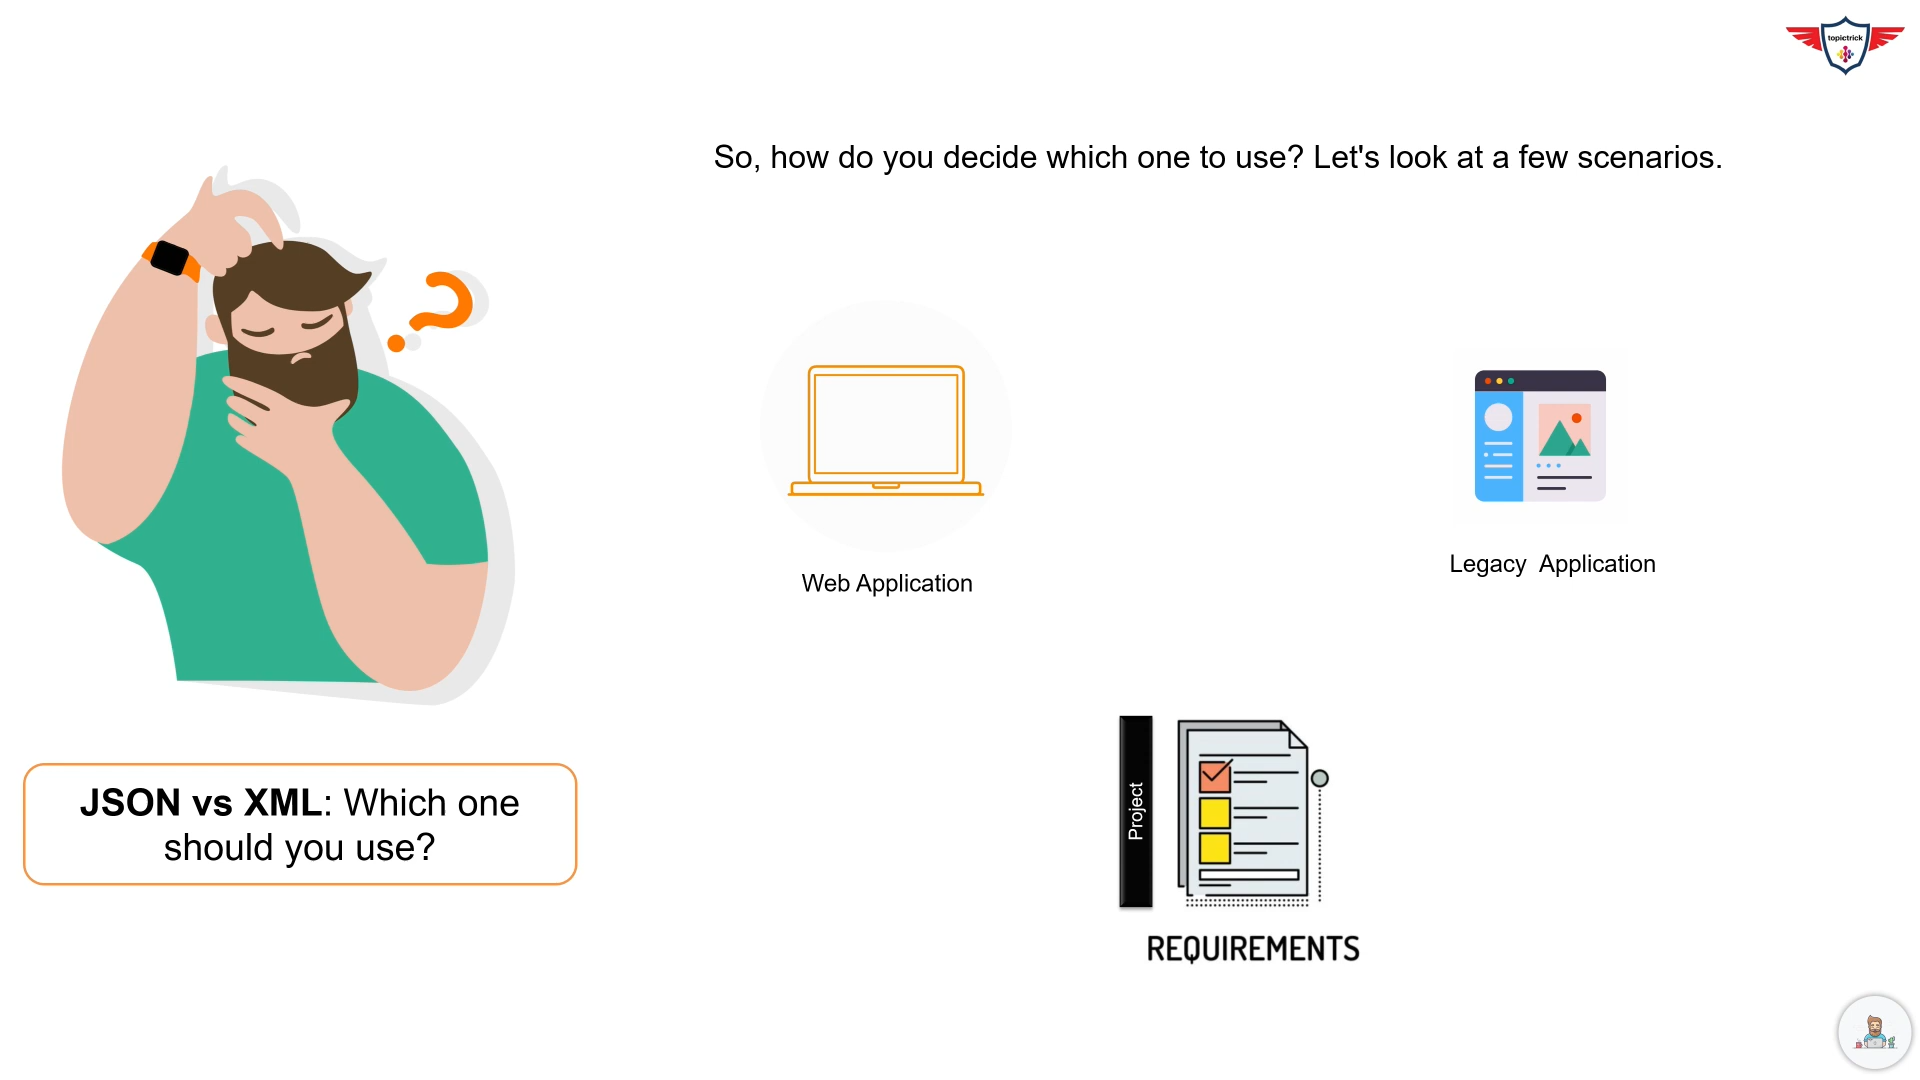 topictrick
So, how do you decide which one to use? Let's look at a few scenarios.
Web Application
Legacy  Application
Project
REQUIREMENTS
JSON vs XML: Which one
should you use?